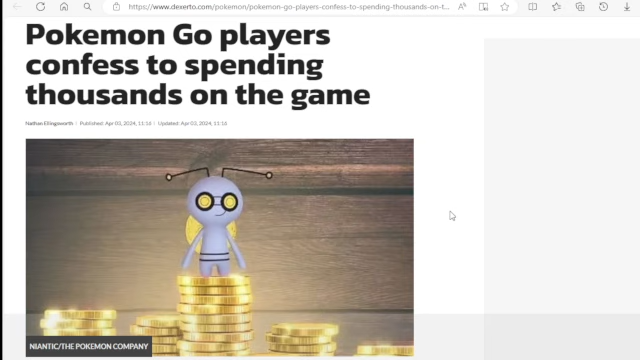 https://www.dexerto.com/pokemon/pokemon-go-players-confess-to-spending-thousands-on-t...
Pokemon Go players
confess to spending
thousands on the game
Nathan Ellingsworth | Published: Apr 03, 2024, 11:16 | Updated: Apr 03, 2024, 11:16
NIANTIC/THE POKEMON COMPANY